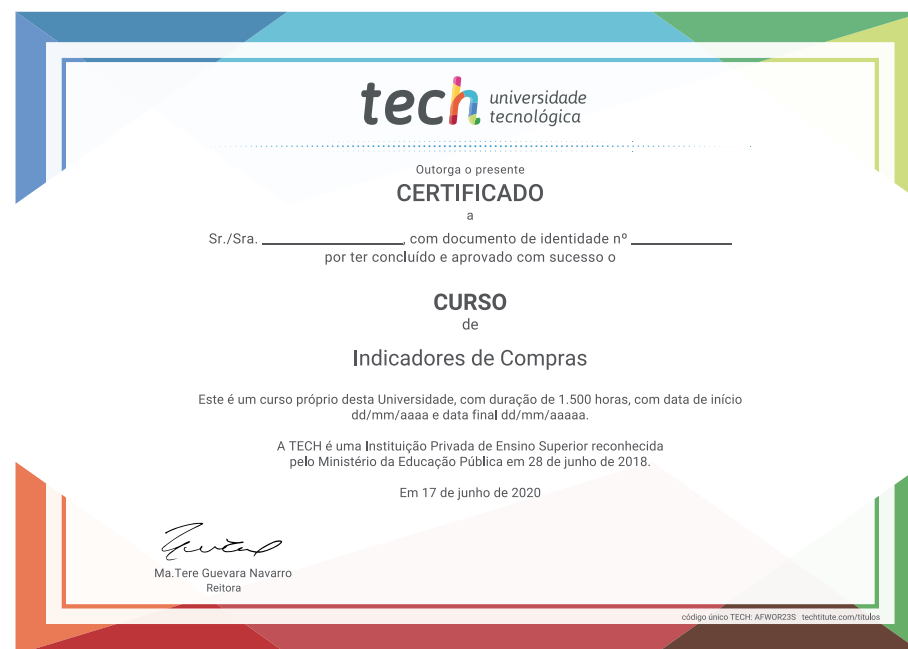 tech universidade
tecnológica
Outorga o presente
CERTIFICADO
a
Sr./Sra. ________________, com documento de identidade nº ____________
por ter concluído e aprovado com sucesso o
CURSO
de
Indicadores de Compras
Este é um curso próprio desta Universidade, com duração de 1.500 horas, com data de início
dd/mm/aaaa e data final dd/mm/aaaaa.
A TECH é uma Instituição Privada de Ensino Superior reconhecida
pelo Ministério da Educação Pública em 28 de junho de 2018.
Em 17 de junho de 2020
Ma.Tere Guevara Navarro
Reitora
código único TECH: AFWOR23S techtitute.com/titulos